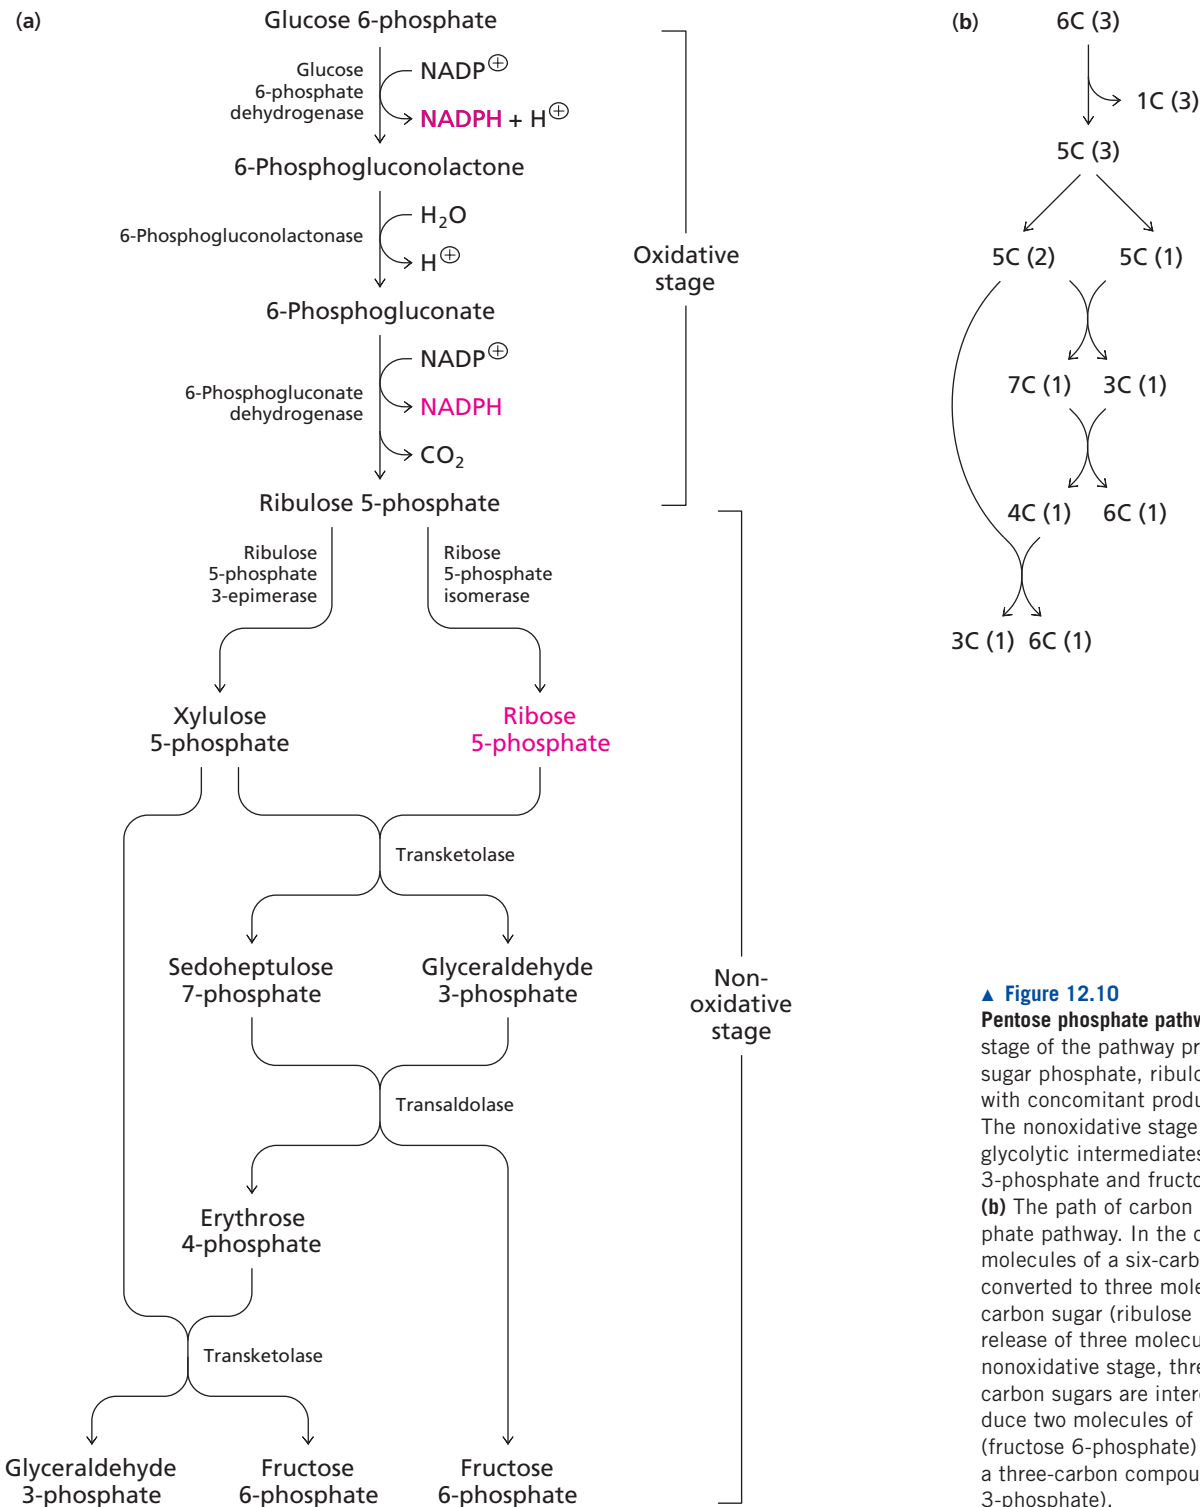 (a)
Glucose 6-phosphate
Glucose
6-phosphate
dehydrogenase
NADP⊕
NADPH + H⊕
6-Phosphogluconolactone
6-Phosphogluconolactonase
H₂O
H⊕
6-Phosphogluconate
6-Phosphogluconate
dehydrogenase
NADP⊕
NADPH
CO₂
Ribulose 5-phosphate
Oxidative
stage
Ribulose
5-phosphate
3-epimerase
Ribose
5-phosphate
isomerase
Xylulose
5-phosphate
Ribose
5-phosphate
Transketolase
Sedoheptulose
7-phosphate
Glyceraldehyde
3-phosphate
Transaldolase
Erythrose
4-phosphate
Transketolase
Glyceraldehyde
3-phosphate
Fructose
6-phosphate
Fructose
6-phosphate
Non-
oxidative
stage
(b)
6C (3)
1C (3)
5C (3)
5C (2) 5C (1)
7C (1) 3C (1)
4C (1) 6C (1)
3C (1) 6C (1)
▲ Figure 12.10
Pentose phosphate pathw
stage of the pathway pr
sugar phosphate, ribulo
with concomitant produ
The nonoxidative stage
glycolytic intermediates
3-phosphate and fructo
(b) The path of carbon
phate pathway. In the o
molecules of a six-carb
converted to three mole
carbon sugar (ribulose
release of three molecu
nonoxidative stage, thre
carbon sugars are interc
duce two molecules of
(fructose 6-phosphate)
a three-carbon compou
3-phosphate).